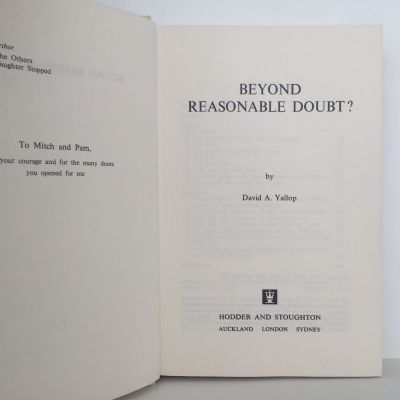 thor
he Others
aughter Stopped
To Mitch and Pam,
your courage and for the many doors
you opened for me
BEYOND
REASONABLE DOUBT?
by
David A. Yallop
HODDER AND STOUGHTON
AUCKLAND LONDON SYDNEY